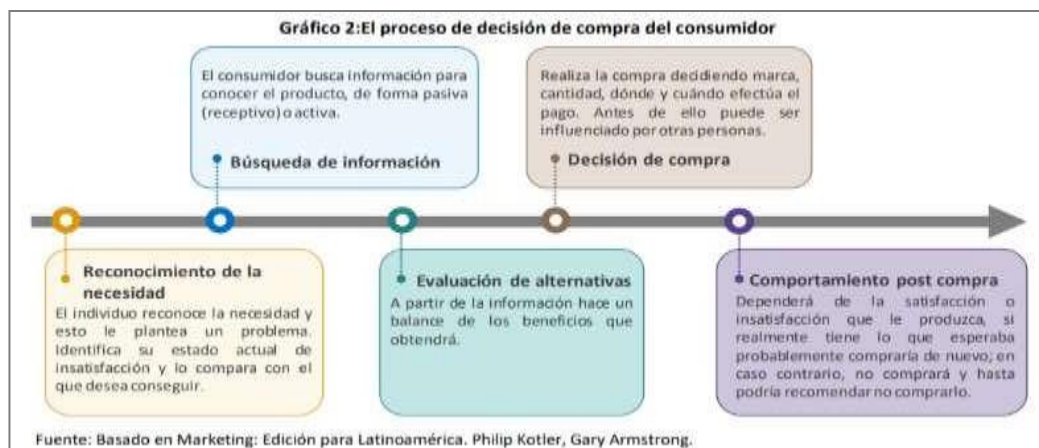 Gráfico 2:El proceso de decisión de compra del consumidor
El consumidor busca información para
conocer el producto, de forma pasiva
(receptivo) o activa.
Búsqueda de información
Realiza la compra decidiendo marca,
cantidad, dónde y cuándo efectúa el
pago. Antes de ello puede ser
influenciado por otras personas.
Decisión de compra
Reconocimiento de la
necesidad
El individuo reconoce la necesidad y
esto le plantea un problema.
Identifica su estado actual de
insatisfacción y lo compara con el
que desea conseguir.
Evaluación de alternativas
A partir de la información hace un
balance de los beneficios que
obtendrá.
Comportamiento post compra
Dependerá de la satisfacción o
insatisfacción que le produzca, si
realmente tiene lo que esperaba
probablemente compraría de nuevo; en
caso contrario, no comprará y hasta
podría recomendar no comprarlo.
Fuente: Basado en Marketing: Edición para Latinoamérica. Philip Kotler, Gary Armstrong.